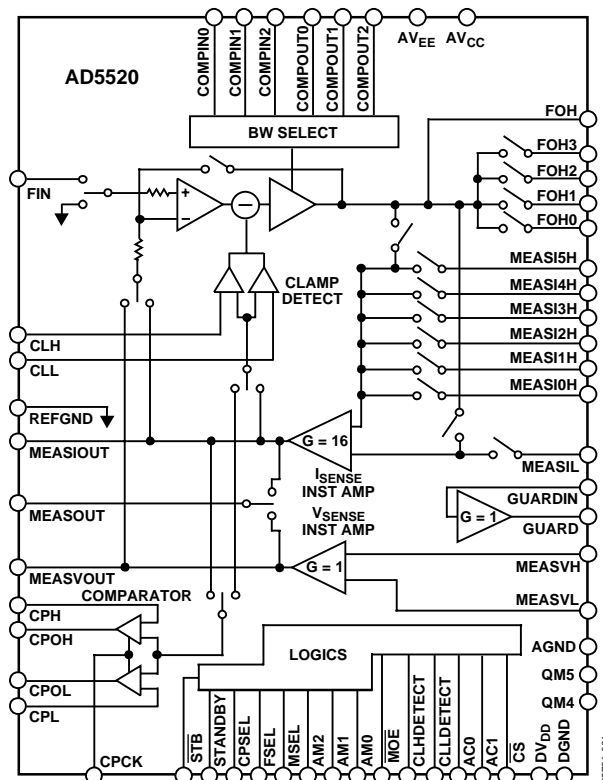 AD5520
COMPIN0
COMPIN1
COMPIN2
COMPOUT0
COMPOUT1
COMPOUT2
AVEE
AVCC
BW SELECT
FOH
FOH3
FOH2
FOH1
FOH0
FIN
+
–
–
CLAMP
DETECT
MEASI5H
MEASI4H
MEASI3H
MEASI2H
MEASI1H
MEASI0H
CLH
CLL
REFGND
MEASIOUT
G = 16
ISENSE
INST AMP
MEASIL
GUARDIN
G = 1
GUARD
MEASOUT
VSENSE
INST AMP
G = 1
MEASVOUT
MEASVH
MEASVL
COMPARATOR
CPH
CPOH
CPOL
CPL
LOGICS
AGND
QM5
QM4
CPCK
STB
STANDBY
CPSEL
FSEL
MSEL
AM2
AM1
AM0
MOE
CLHDETECT
CLLDETECT
AC0
AC1
CS
DVDD
DGND